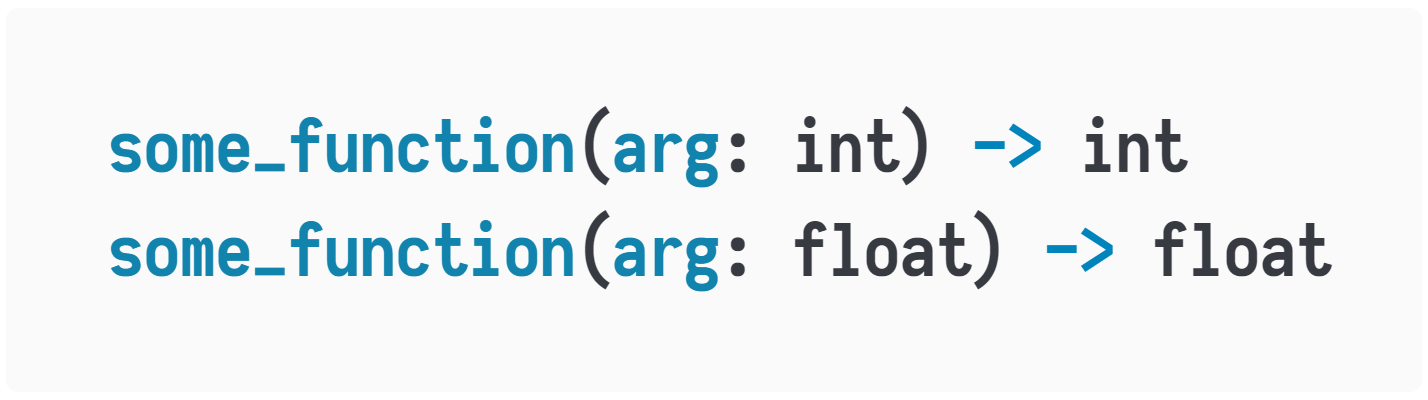 some_function(arg: int) -> int
some_function(arg: float) -> float